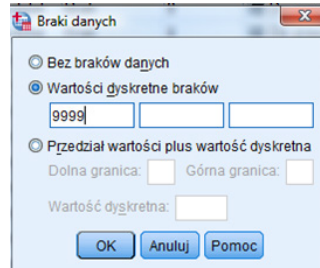 Braki danych
Bez braków danych
Wartości dyskretne braków
9999
Przedział wartości plus wartość dyskretna
Dolna granica: Górna granica:
Wartość dyskretna:
OK Anuluj Pomoc